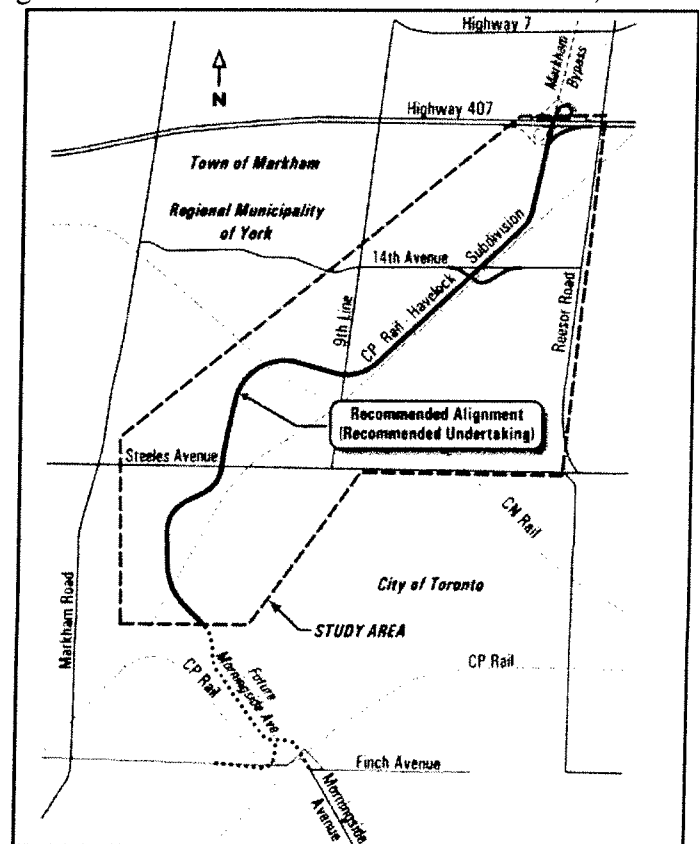 Highway 7
Markham
Bypass
N
Highway 407
Town of Markham
Regional Municipality
of York
CP Rail - Havelock Subdivision
14th Avenue
9th Line
Reesor Road
Recommended Alignment
(Recommended Undertaking)
Steeles Avenue
CN Rail
Markham Road
City of Toronto
STUDY AREA
CP Rail
Future
Morningside Ave
CP Rail
Finch Avenue
Morningside
Avenue